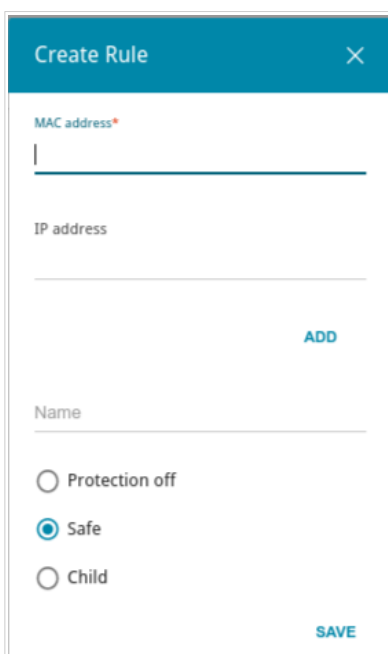 Create Rule
MAC address*
IP address
ADD
Name
Protection off
Safe
Child
SAVE